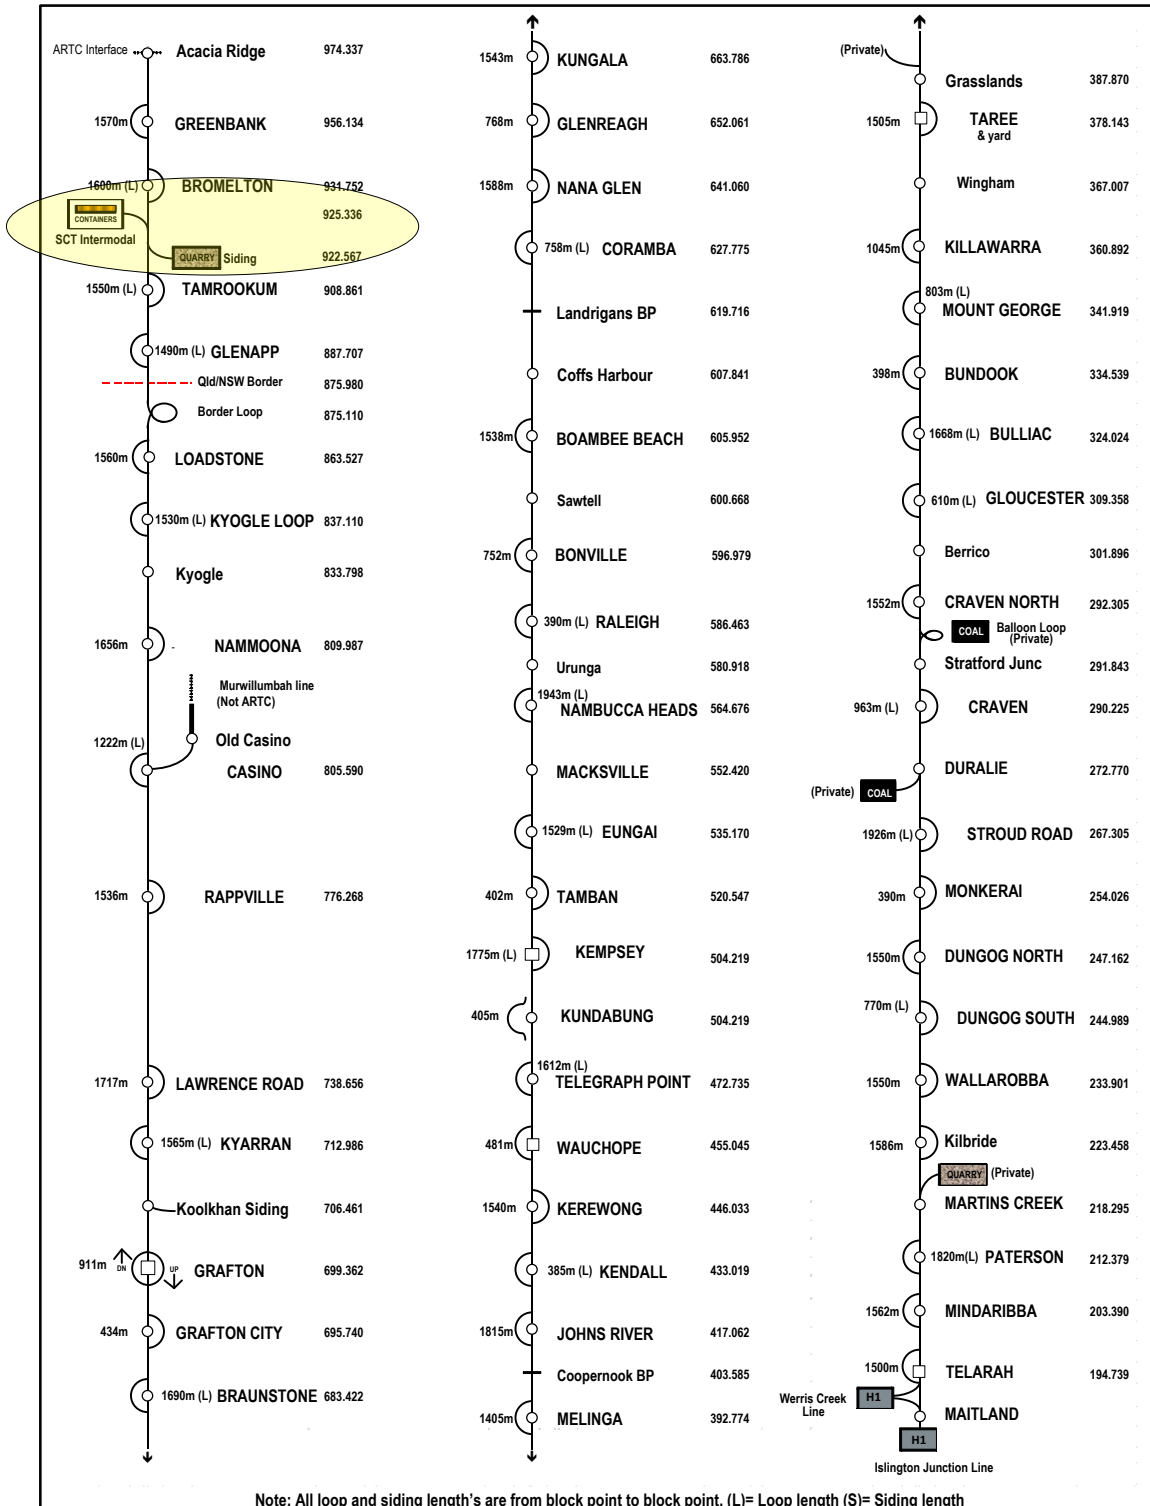 ARTC Interface Acacia Ridge 974.337
1570m GREENBANK 956.134
1600m (L) BROMELTON 931.752
CONTAINERS 925.336
SCT Intermodal
QUARRY Siding 922.567
1550m (L) TAMROOKUM 908.861
1490m (L) GLENAPP 887.707
Qld/NSW Border 875.980
Border Loop 875.110
1560m LOADSTONE 863.527
1530m (L) KYOGLE LOOP 837.110
Kyogle 833.798
1656m NAMMOONA 809.987
Murwillumbah line
(Not ARTC)
Old Casino
1222m (L)
CASINO 805.590
1536m RAPPVILLE 776.268
1717m LAWRENCE ROAD 738.656
1565m (L) KYARRAN 712.986
Koolkhan Siding 706.461
911m DN UP GRAFTON 699.362
434m GRAFTON CITY 695.740
1690m (L) BRAUNSTONE 683.422
1543m KUNGALA 663.786
768m GLENREAGH 652.061
1588m NANA GLEN 641.060
758m (L) CORAMBA 627.775
Landrigans BP 619.716
Coffs Harbour 607.841
1538m BOAMBEE BEACH 605.952
Sawtell 600.668
752m BONVILLE 596.979
390m (L) RALEIGH 586.463
Urunga 580.918
1943m (L)
NAMBUCCA HEADS 564.676
MACKSVILLE 552.420
1529m (L) EUNGAI 535.170
402m TAMBAN 520.547
1775m (L) KEMPSEY 504.219
405m KUNDABUNG 504.219
1612m (L)
TELEGRAPH POINT 472.735
481m WAUCHOPE 455.045
1540m KEREWONG 446.033
385m (L) KENDALL 433.019
1815m JOHNS RIVER 417.062
Coopernook BP 403.585
1405m MELINGA 392.774
(Private)
Grasslands 387.870
1505m TAREE 378.143
& yard
Wingham 367.007
1045m KILLAWARRA 360.892
803m (L)
MOUNT GEORGE 341.919
398m BUNDOOK 334.539
1668m (L) BULLIAC 324.024
610m (L) GLOUCESTER 309.358
Berrico 301.896
1552m CRAVEN NORTH 292.305
COAL Balloon Loop
(Private)
Stratford Junc 291.843
963m (L) CRAVEN 290.225
DURALIE 272.770
(Private) COAL
1926m (L) STROUD ROAD 267.305
390m MONKERAI 254.026
1550m DUNGOG NORTH 247.162
770m (L)
DUNGOG SOUTH 244.989
1550m WALLAROBBA 233.901
1586m Kilbride 223.458
QUARRY (Private)
MARTINS CREEK 218.295
1820m(L) PATERSON 212.379
1562m MINDARIBBA 203.390
1500m TELARAH 194.739
Werris Creek H1
Line
MAITLAND
H1
Islington Junction Line
Note: All loop and siding length's are from block point to block point. (L)= Loop length (S)= Siding length